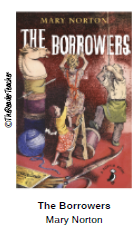 MARY NORTON
THE BORROWERS
©TheReaderTeacher
The Borrowers
Mary Norton